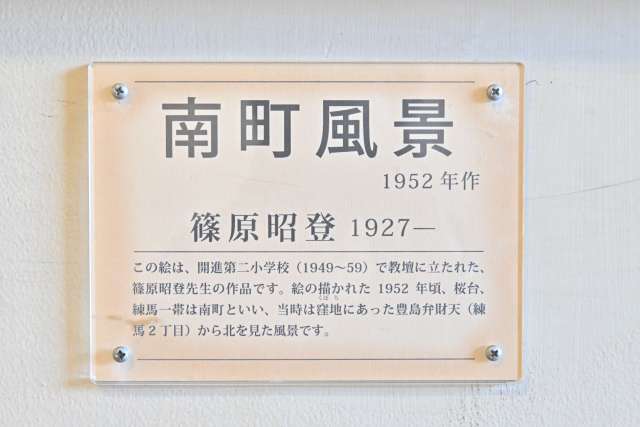 南町風景
1952年作
篠原昭登 1927―
この絵は、開進第二小学校（1949～59）で教壇に立たれた、
篠原昭登先生の作品です。絵の描かれた 1952 年頃、桜台、
練馬一帯は南町といい、当時は窪地にあった豊島弁財天（練
馬２丁目）から北を見た風景です。